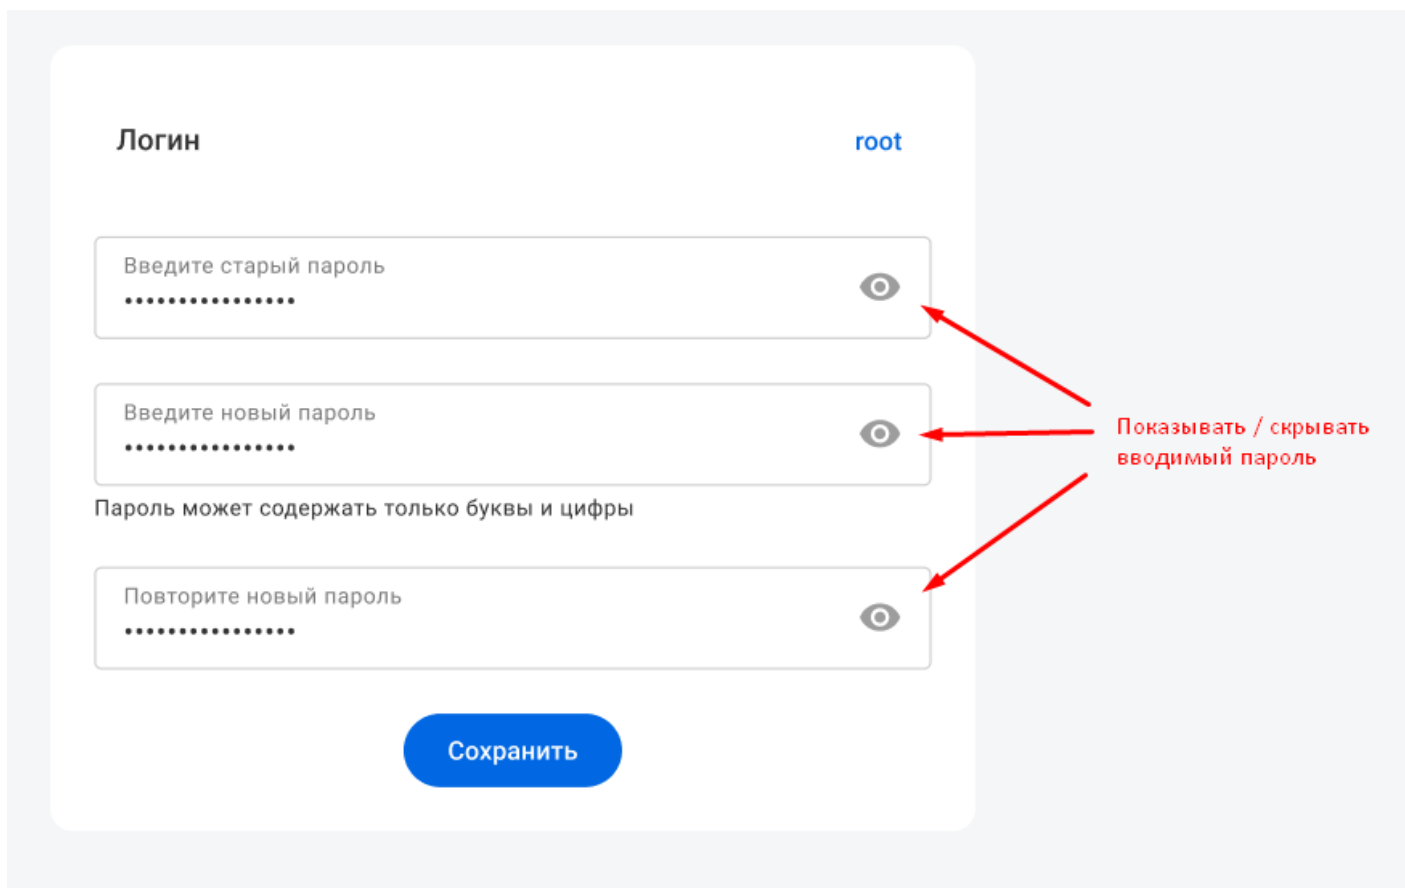 Логин
root
Введите старый пароль
••••••••••••••••
Введите новый пароль
••••••••••••••••
Пароль может содержать только буквы и цифры
Повторите новый пароль
••••••••••••••••
Сохранить
Показывать / скрывать
вводимый пароль